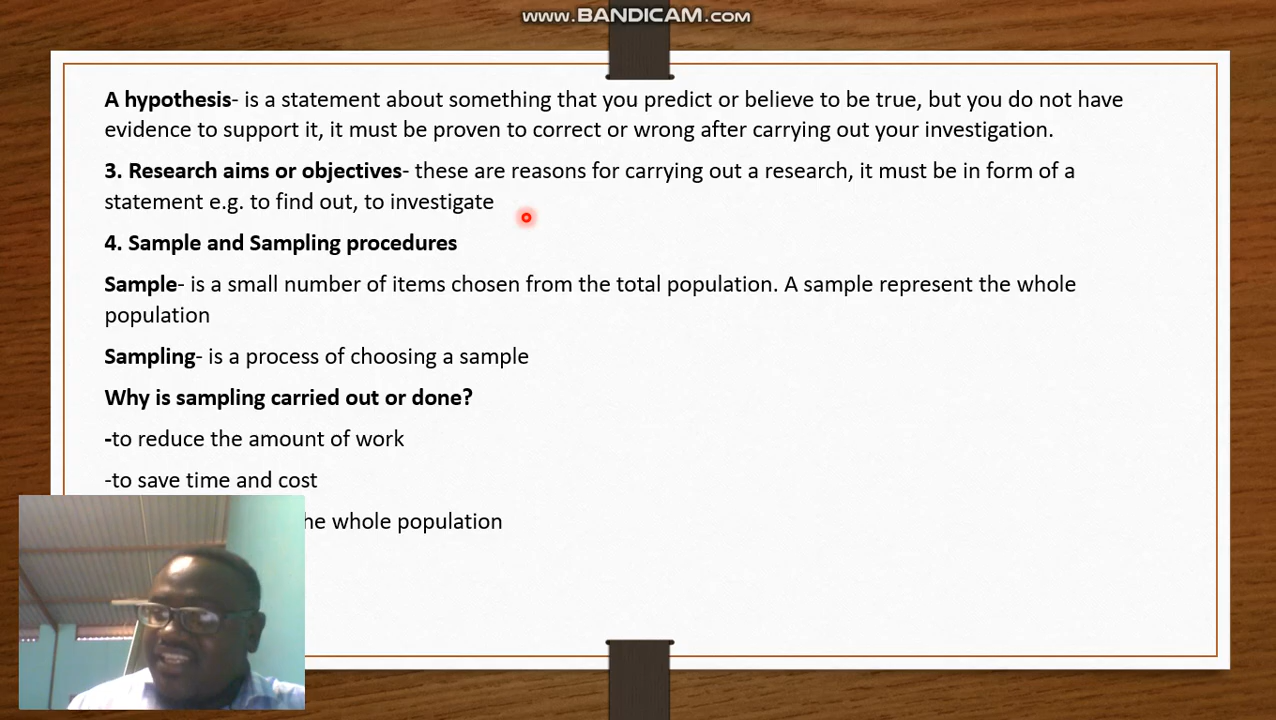 www.BANDICAM.com
A hypothesis- is a statement about something that you predict or believe to be true, but you do not have
evidence to support it, it must be proven to correct or wrong after carrying out your investigation.
3. Research aims or objectives- these are reasons for carrying out a research, it must be in form of a
statement e.g. to find out, to investigate
4. Sample and Sampling procedures
Sample- is a small number of items chosen from the total population. A sample represent the whole
population
Sampling- is a process of choosing a sample
Why is sampling carried out or done?
-to reduce the amount of work
-to save time and cost
whole population